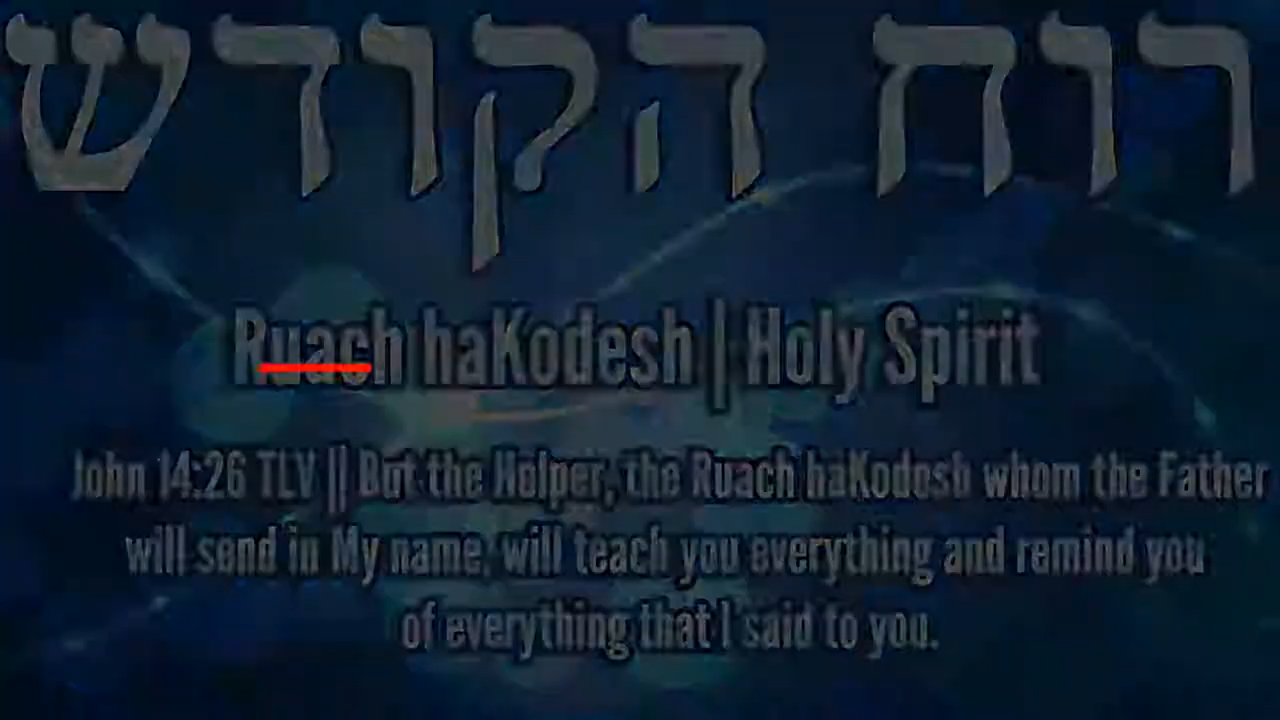 רוח הקודש
Ruach haKodesh | Holy Spirit
John 14:26 TLV || But the Helper, the Ruach haKodesh whom the Father
will send in My name, will teach you everything and remind you
of everything that I said to you.